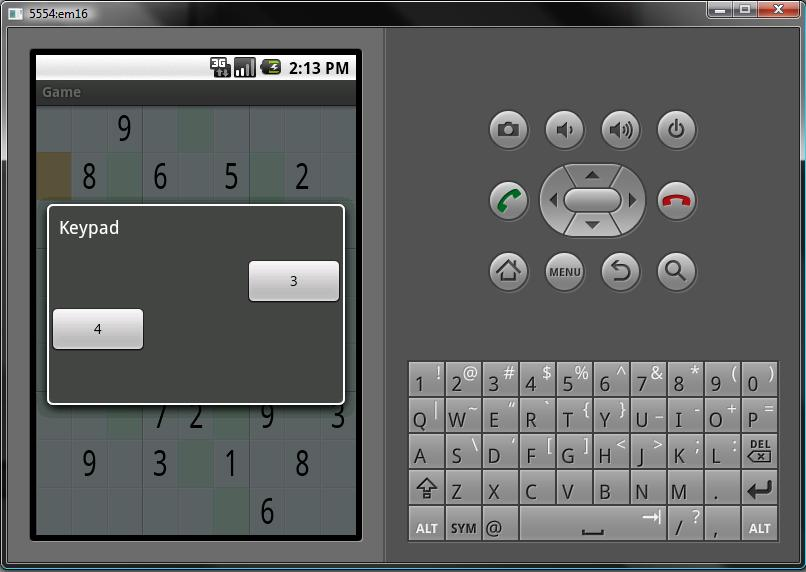 5554:em16
3G 2:13 PM
Game
9
8 6 5 2
Keypad
3
4
7 2 9 3
9 3 1 8
6
MENU
1 ! 2 @ 3 # 4 $ 5 % 6 ^ 7 & 8 * 9 ( 0 )
Q | W ~ E “ R ` T { Y } U _ I - O + P =
A S \ D ' F [ G ] H < J > K ; L : DEL
Z X C V B N M .
ALT SYM @ / ? , ALT